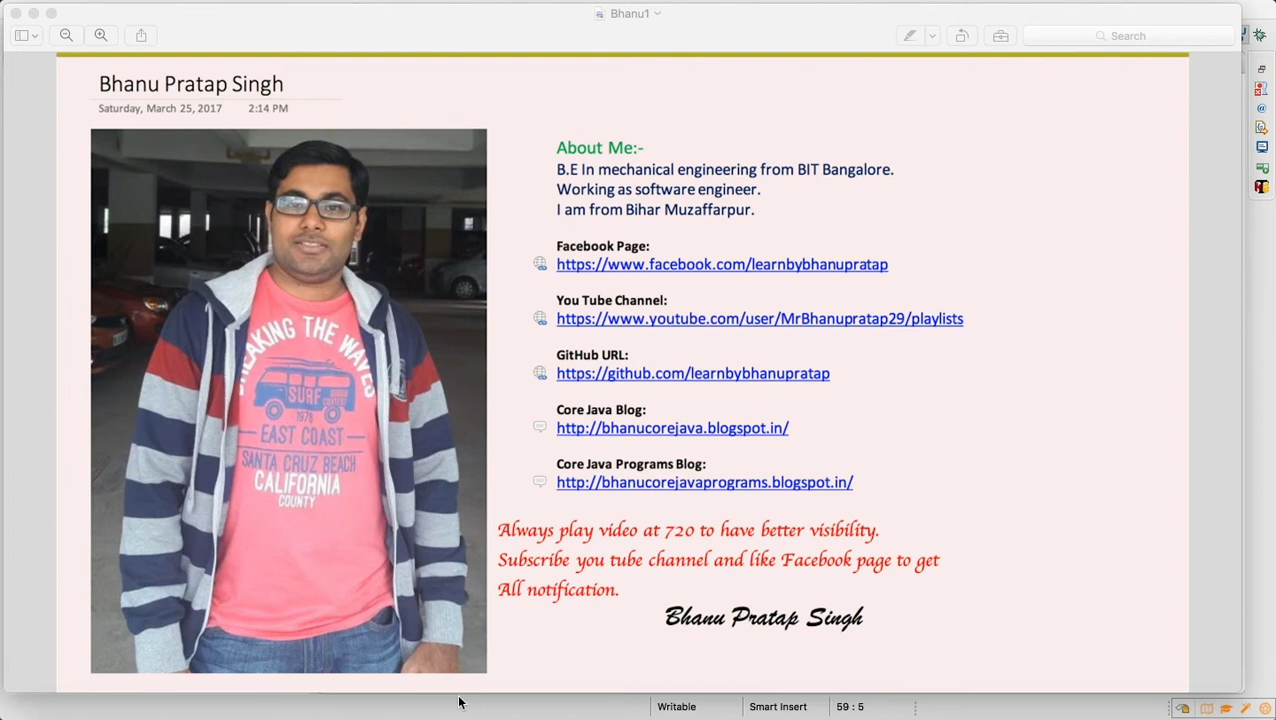 Bhanu1
Search
Bhanu Pratap Singh
Saturday, March 25, 2017 2:14 PM
About Me:-
B.E In mechanical engineering from BIT Bangalore.
Working as software engineer.
I am from Bihar Muzaffarpur.
Facebook Page:
https://www.facebook.com/learnbybhanupratap
You Tube Channel:
https://www.youtube.com/user/MrBhanupratap29/playlists
GitHub URL:
https://github.com/learnbybhanupratap
Core Java Blog:
http://bhanucorejava.blogspot.in/
Core Java Programs Blog:
http://bhanucorejavaprograms.blogspot.in/
Always play video at 720 to have better visibility.
Subscribe you tube channel and like Facebook page to get
All notification.
Bhanu Pratap Singh
BREAKING THE WAVES
SURF
1976
EAST COAST
SANTA CRUZ BEACH
CALIFORNIA
COUNTY
Writable
Smart Insert
59 : 5